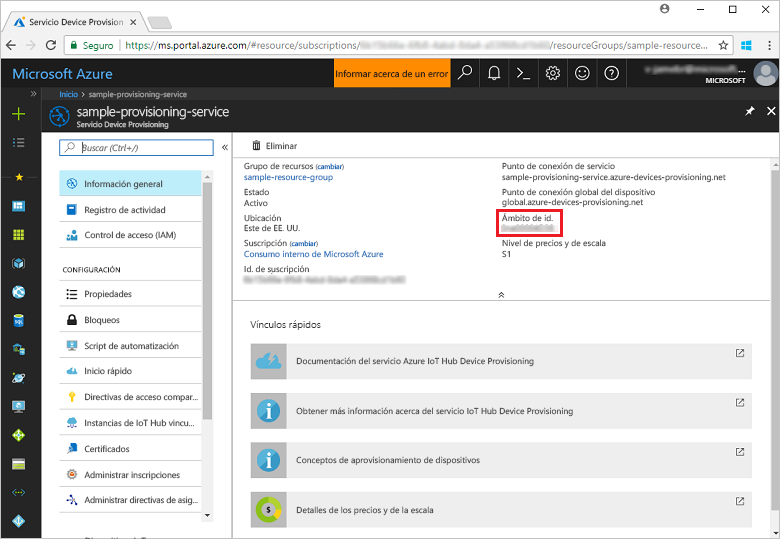 Servicio Device Provision
Seguro
https://ms.portal.azure.com/#resource/subscriptions/
/resourceGroups/sample-resource...
Microsoft Azure
Informar acerca de un error
MICROSOFT
Inicio > sample-provisioning-service
sample-provisioning-service
Servicio Device Provisioning
Buscar (Ctrl+/)
Información general
Registro de actividad
Control de acceso (IAM)
CONFIGURACIÓN
Propiedades
Bloqueos
Script de automatización
Inicio rápido
Directivas de acceso compar...
Instancias de IoT Hub vincu...
Certificados
Administrar inscripciones
Administrar directivas de asig...
Eliminar
Grupo de recursos (cambiar)
sample-resource-group
Estado
Activo
Ubicación
Este de EE. UU.
Suscripción (cambiar)
Consumo interno de Microsoft Azure
Id. de suscripción
Punto de conexión de servicio
sample-provisioning-service.azure-devices-provisioning.net
Punto de conexión global del dispositivo
global.azure-devices-provisioning.net
Ámbito de id.
Nivel de precios y de escala
S1
Vínculos rápidos
Documentación del servicio Azure IoT Hub Device Provisioning
Obtener más información acerca del servicio IoT Hub Device Provisioning
Conceptos de aprovisionamiento de dispositivos
Detalles de los precios y de la escala